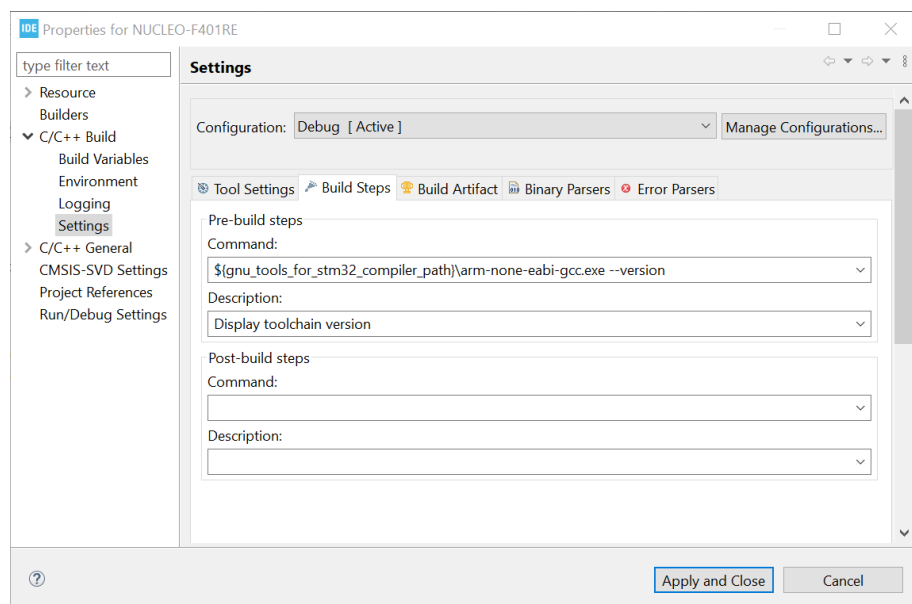 IDE Properties for NUCLEO-F401RE
type filter text
Resource
Builders
C/C++ Build
Build Variables
Environment
Logging
Settings
C/C++ General
CMSIS-SVD Settings
Project References
Run/Debug Settings
Settings
Configuration: Debug [ Active ] Manage Configurations...
Tool Settings Build Steps Build Artifact Binary Parsers Error Parsers
Pre-build steps
Command:
${gnu_tools_for_stm32_compiler_path}\arm-none-eabi-gcc.exe --version
Description:
Display toolchain version
Post-build steps
Command:
Description:
Apply and Close Cancel